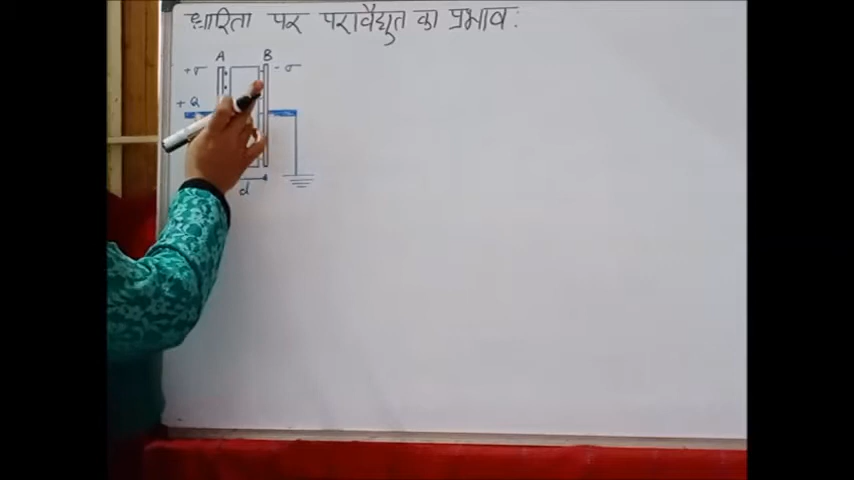 धारिता पर परावैद्युत का प्रभाव :
A B
+σ - σ
+ Q
d